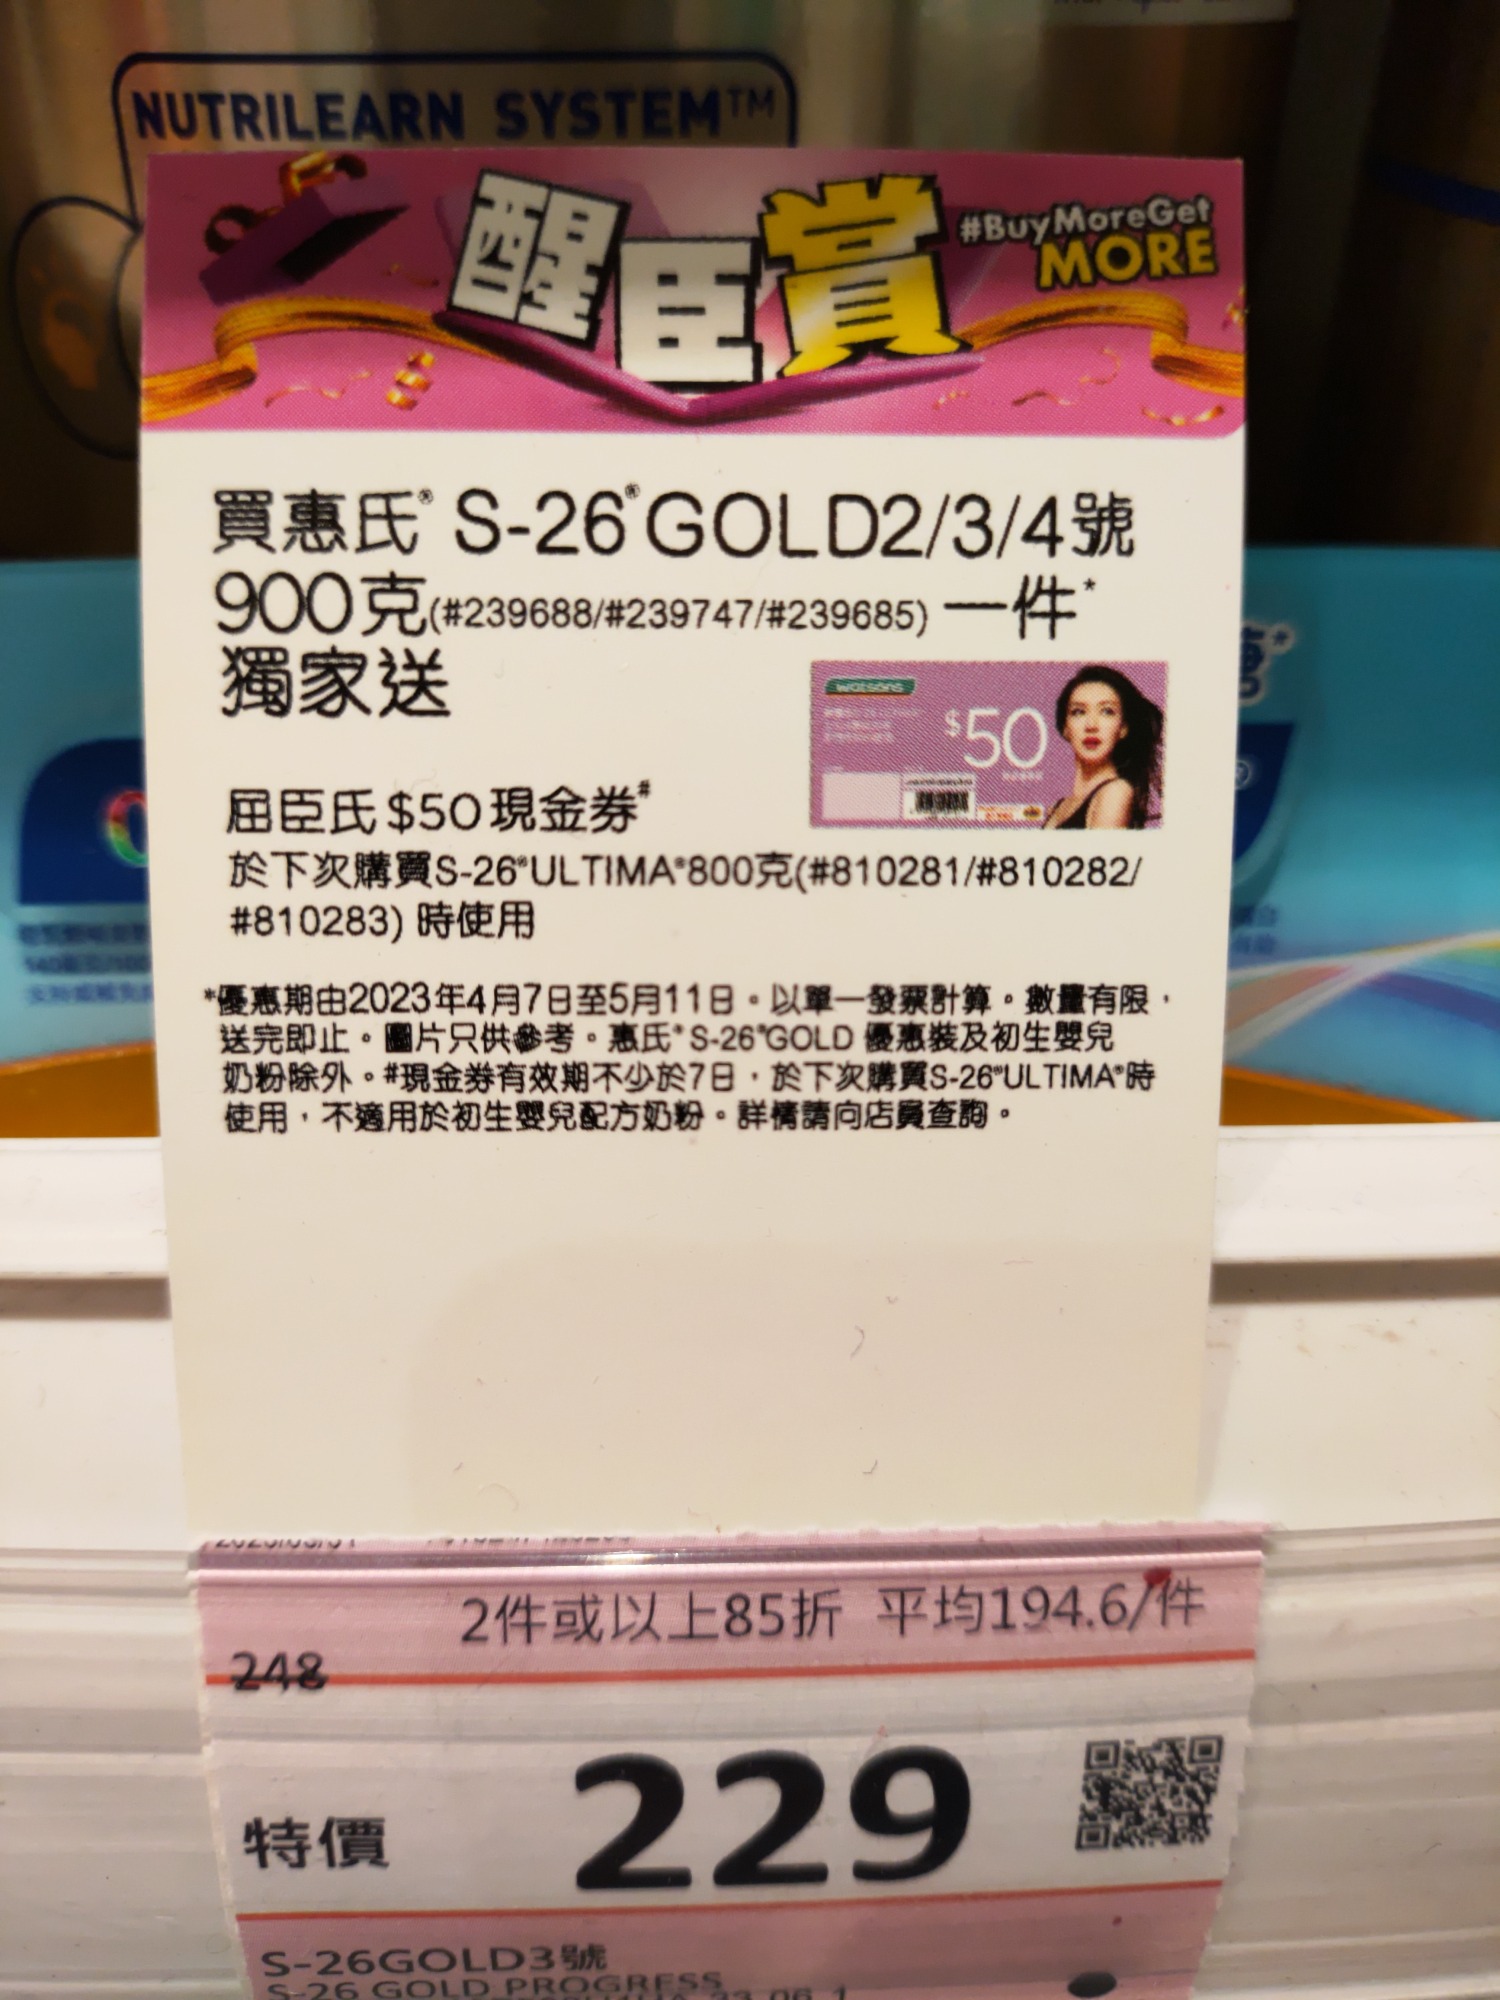 NUTRILEARN SYSTEM™
醒臣賞
#BuyMoreGet
MORE
買惠氏® S-26®GOLD2/3/4號
900克(#239688/#239747/#239685) 一件*
獨家送
watsons
$50
屈臣氏$50現金券#
於下次購買S-26®ULTIMA®800克(#810281/#810282/
#810283) 時使用
*優惠期由2023年4月7日至5月11日。以單一發票計算。數量有限，
送完即止。圖片只供參考。惠氏®S-26®GOLD 優惠裝及初生嬰兒
奶粉除外。#現金券有效期不少於7日，於下次購買S-26®ULTIMA®時
使用，不適用於初生嬰兒配方奶粉。詳情請向店員查詢。
2件或以上85折 平均194.6/件
248
特價 229
S-26GOLD3號
S-26 GOLD PROGRESS